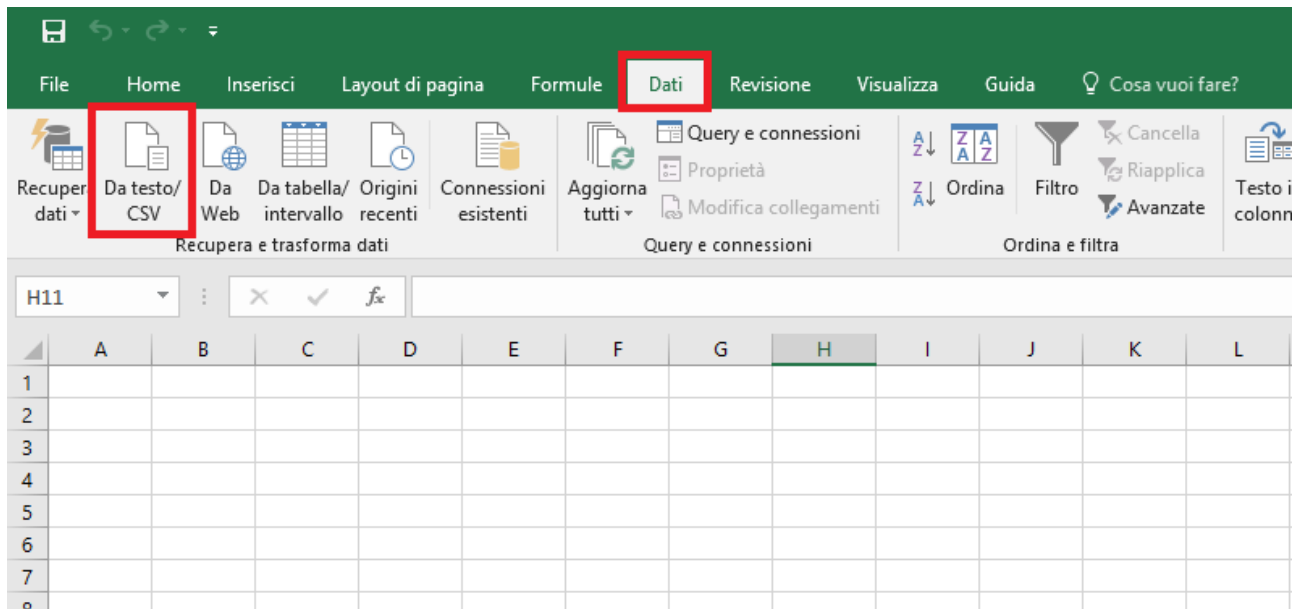 File Home Inserisci Layout di pagina Formule Dati Revisione Visualizza Guida Cosa vuoi fare?
Recupera dati
Da testo/
CSV
Da
Web
Da tabella/
intervallo
Origini
recenti
Connessioni
esistenti
Recupera e trasforma dati
Aggiorna
tutti
Query e connessioni
Proprietà
Modifica collegamenti
Query e connessioni
A
Z
Z
A
Z A
A Z
Ordina
Filtro
Cancella
Riapplica
Avanzate
Ordina e filtra
Testo i
colonn
H11
fx
A B C D E F G H I J K L
1
2
3
4
5
6
7